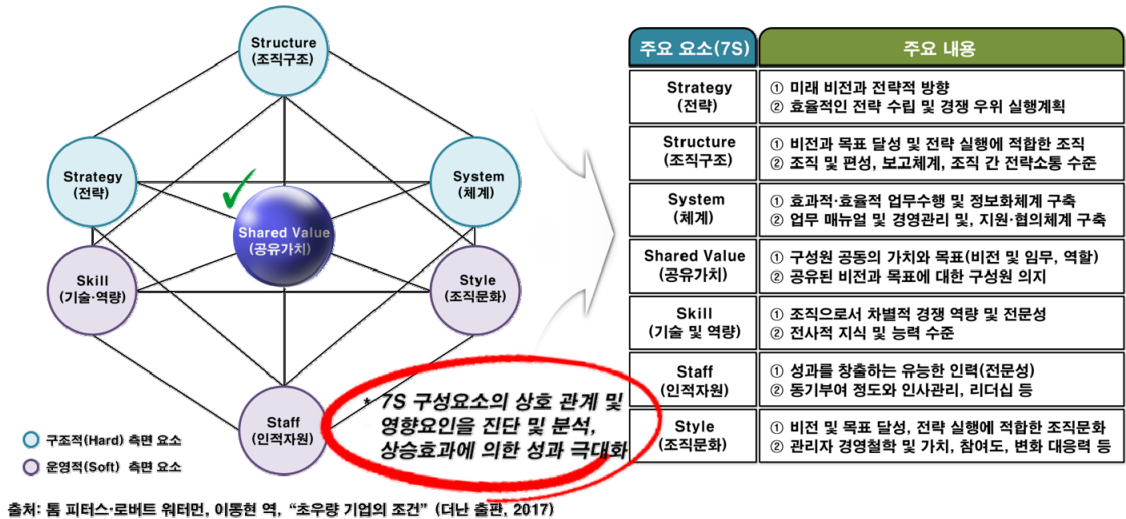 Structure
(조직구조)
Strategy
(전략)
System
(체계)
Shared Value
(공유가치)
Skill
(기술·역량)
Style
(조직문화)
Staff
(인적자원)
* 7S 구성요소의 상호 관계 및
영향요인을 진단 및 분석,
상승효과에 의한 성과 극대화
구조적(Hard) 측면 요소
운영적(Soft) 측면 요소
주요 요소(7S)
주요 내용
Strategy
(전략)
① 미래 비전과 전략적 방향
② 효율적인 전략 수립 및 경쟁 우위 실행계획
Structure
(조직구조)
① 비전과 목표 달성 및 전략 실행에 적합한 조직
② 조직 및 편성, 보고체계, 조직 간 전략소통 수준
System
(체계)
① 효과적·효율적 업무수행 및 정보화체계 구축
② 업무 매뉴얼 및 경영관리 및, 지원·협의체계 구축
Shared Value
(공유가치)
① 구성원 공동의 가치와 목표(비전 및 임무, 역할)
② 공유된 비전과 목표에 대한 구성원 의지
Skill
(기술 및 역량)
① 조직으로서 차별적 경쟁 역량 및 전문성
② 전사적 지식 및 능력 수준
Staff
(인적자원)
① 성과를 창출하는 유능한 인력(전문성)
② 동기부여 정도와 인사관리, 리더십 등
Style
(조직문화)
① 비전 및 목표 달성, 전략 실행에 적합한 조직문화
② 관리자 경영철학 및 가치, 참여도, 변화 대응력 등
출처: 톰 피터스·로버트 워터먼, 이동현 역, “초우량 기업의 조건” (더난 출판, 2017)